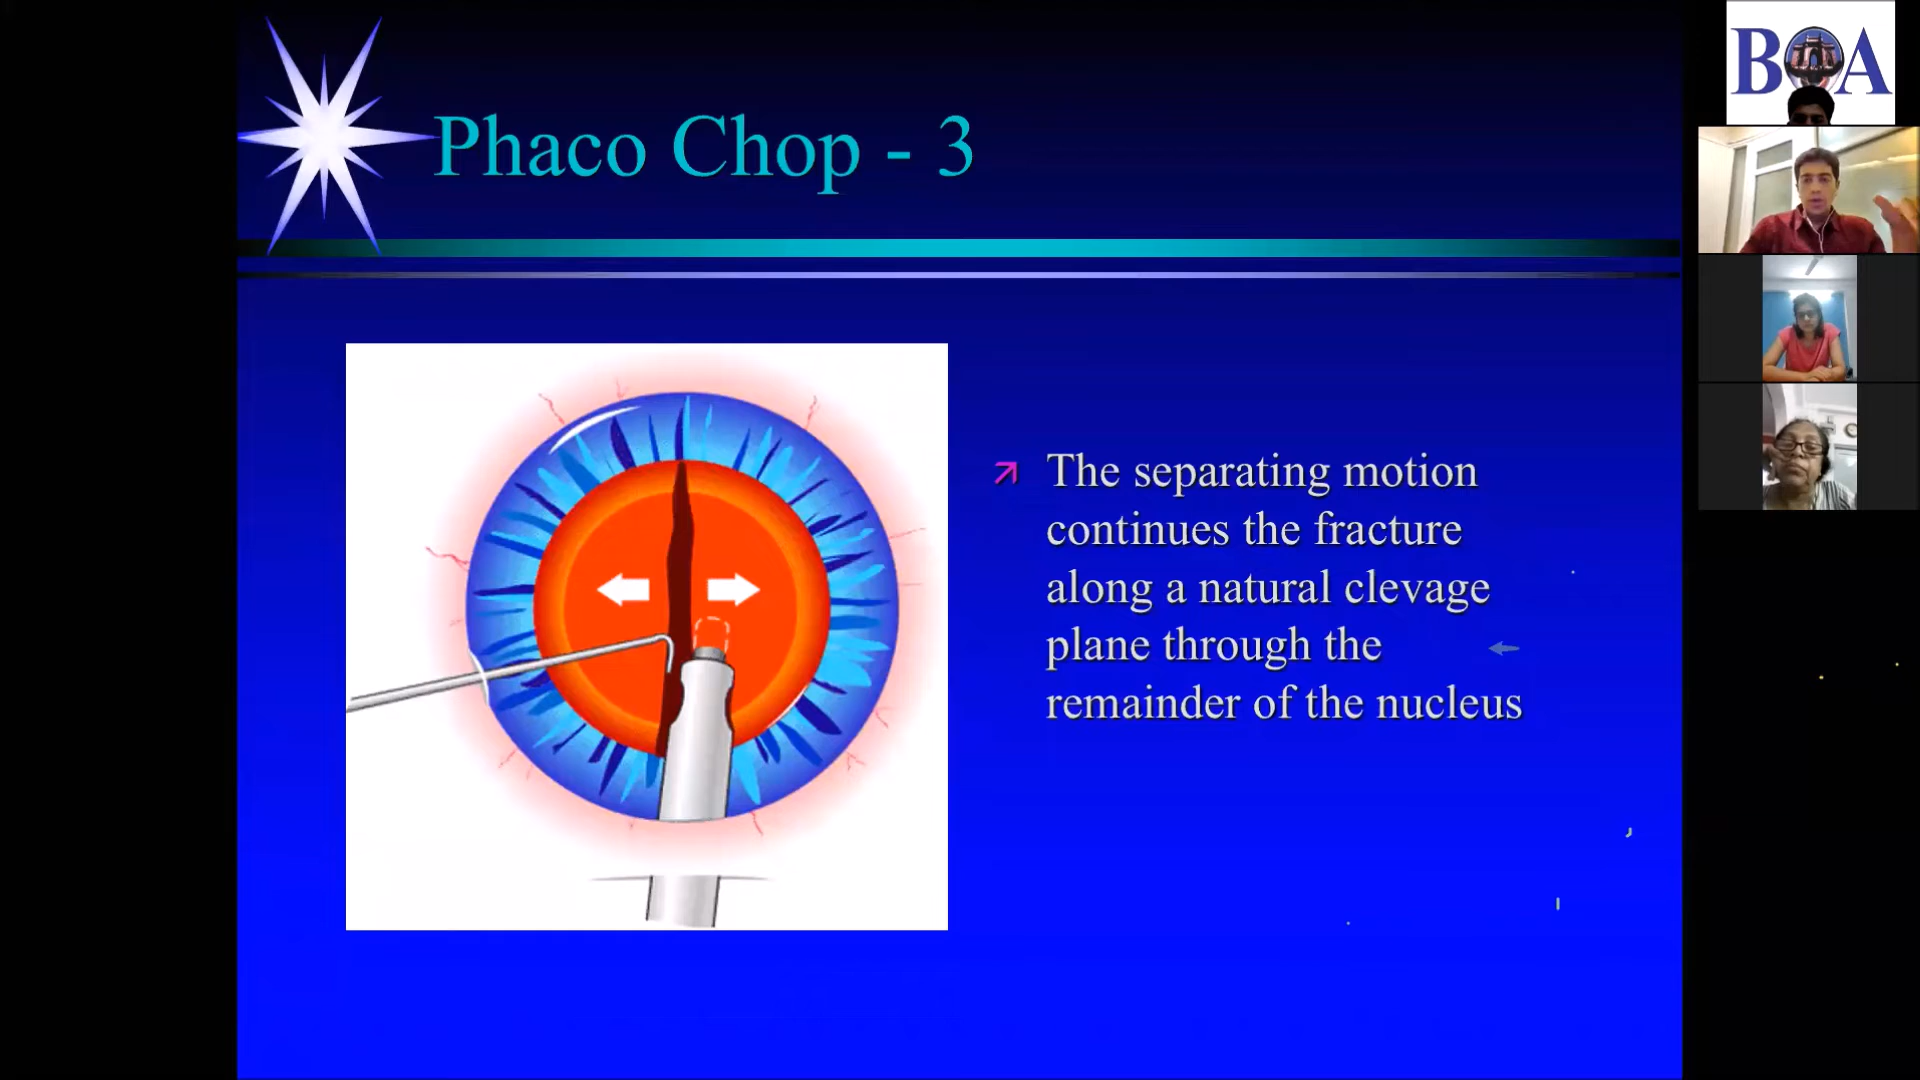 BOA
Phaco Chop - 3
The separating motion
continues the fracture
along a natural clevage
plane through the
remainder of the nucleus